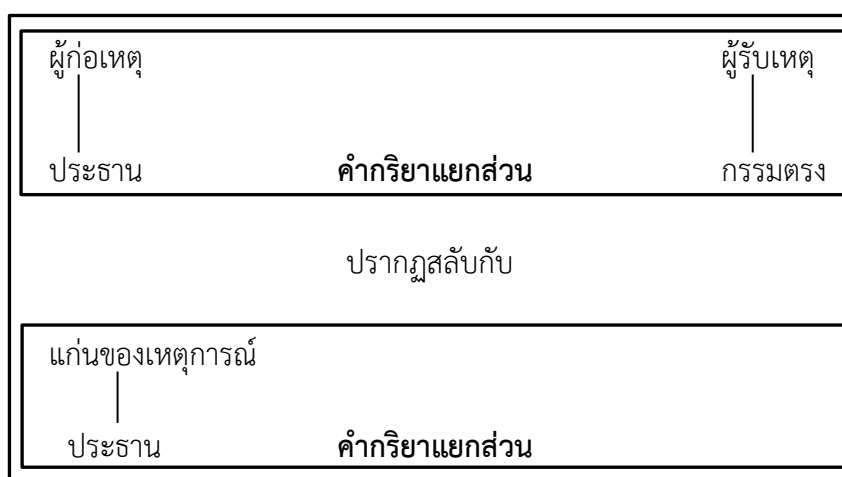 ผู้ก่อเหตุ ผู้รับเหตุ
ประธาน คำกริยาแยกส่วน กรรมตรง
ปรากฏสลับกับ
แก่นของเหตุการณ์
ประธาน คำกริยาแยกส่วน